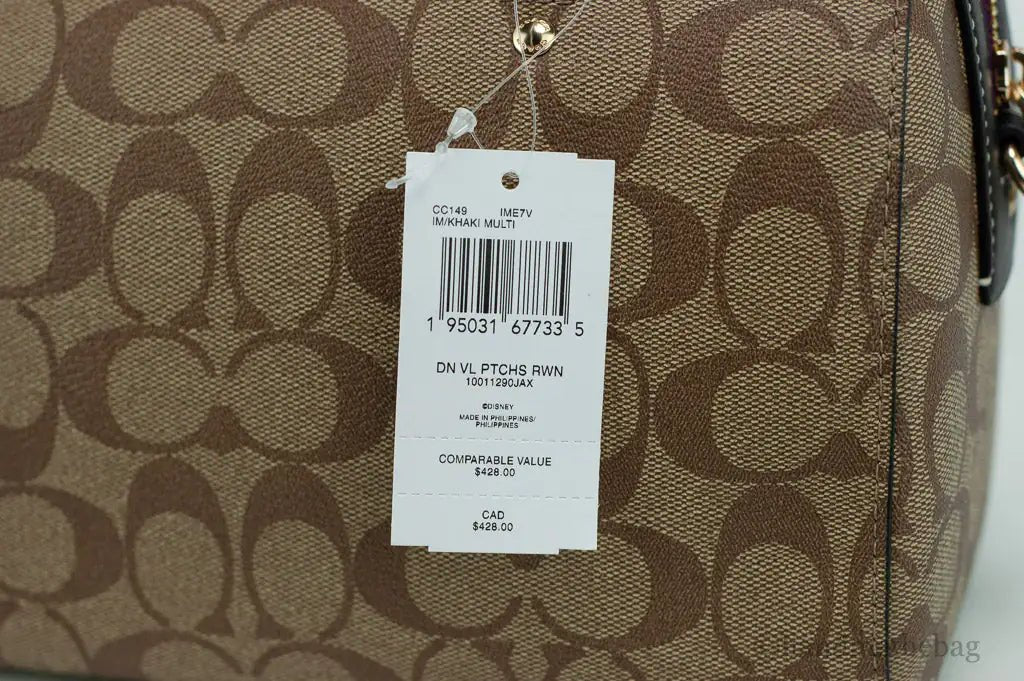 CC149 IME7V
IM/KHAKI MULTI
1 95031 67733 5
DN VL PTCHS RWN
10011290JAX
©DISNEY
MADE IN PHILIPPINES/
PHILIPPINES
COMPARABLE VALUE
$428.00
CAD
$428.00